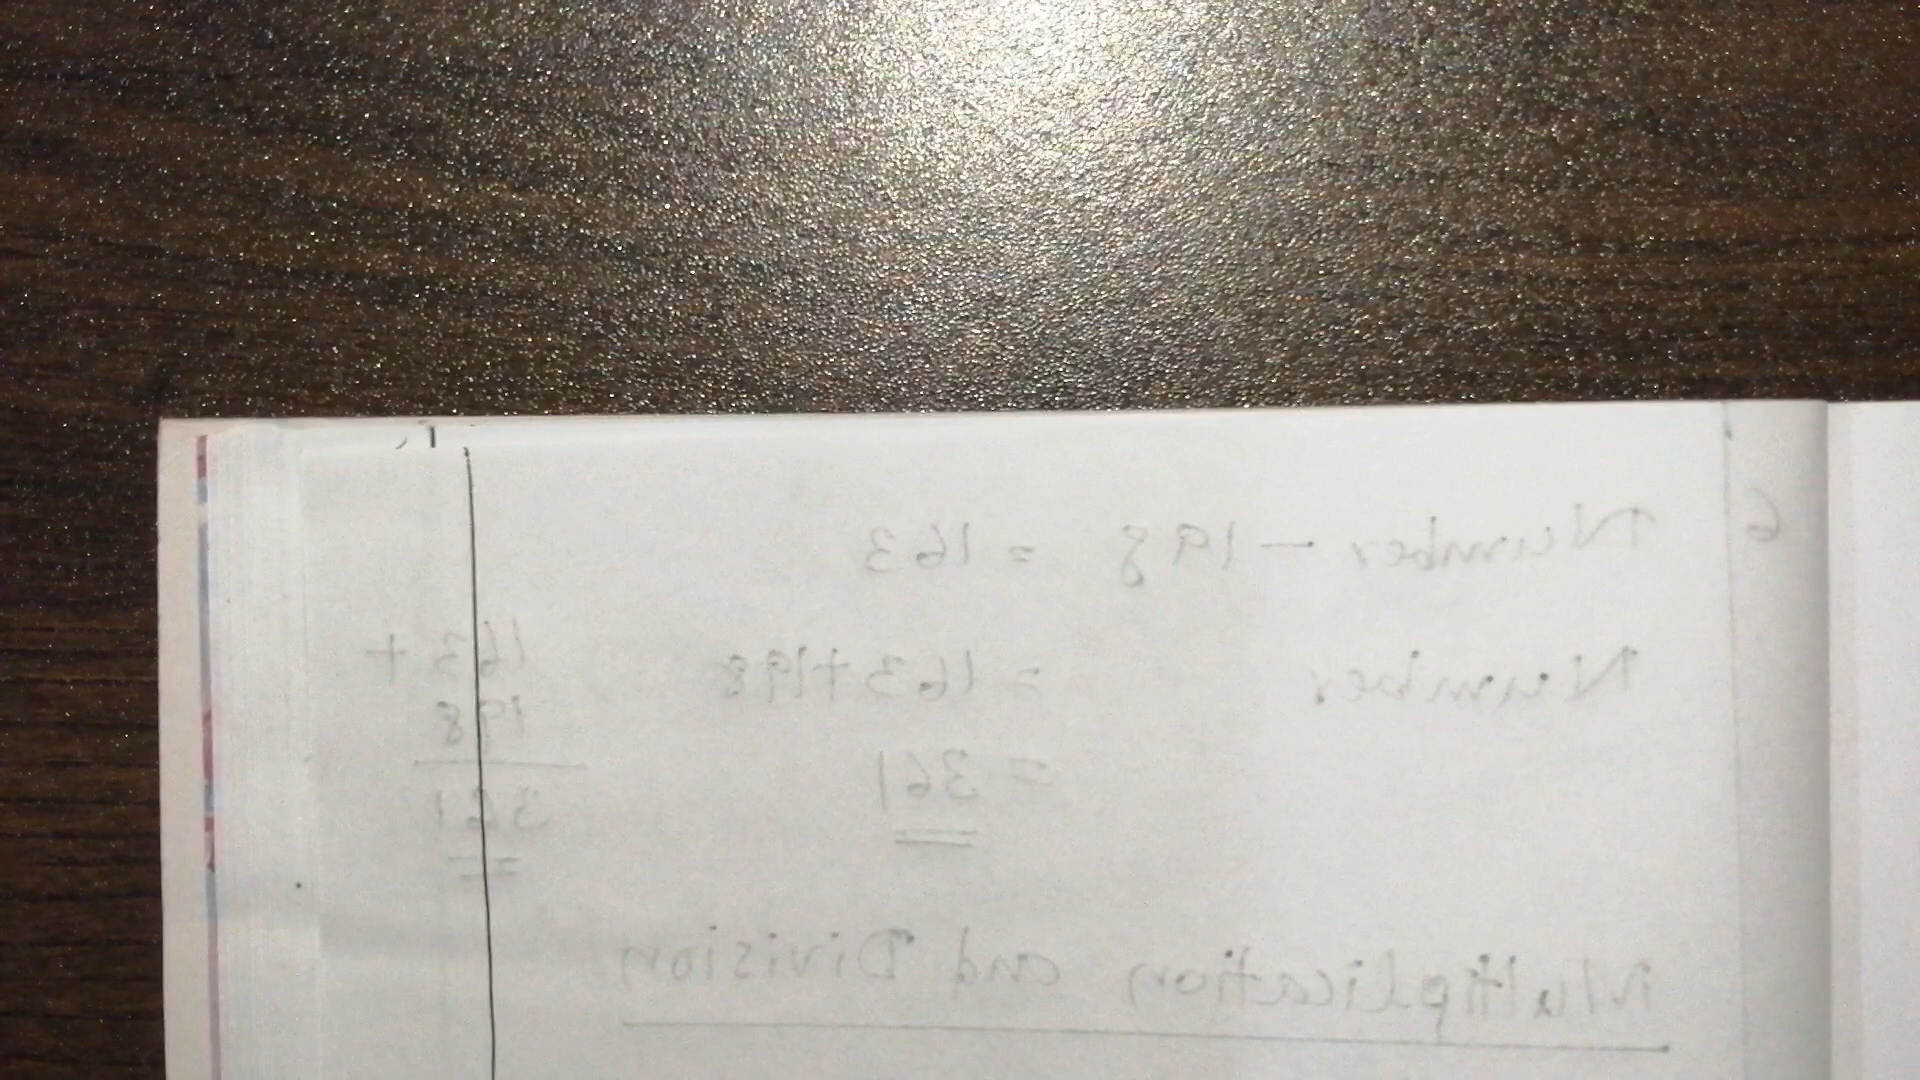 6 Number - 198 = 163
Number = 163+198
= 361
163+
198
361
Multiplication and Division